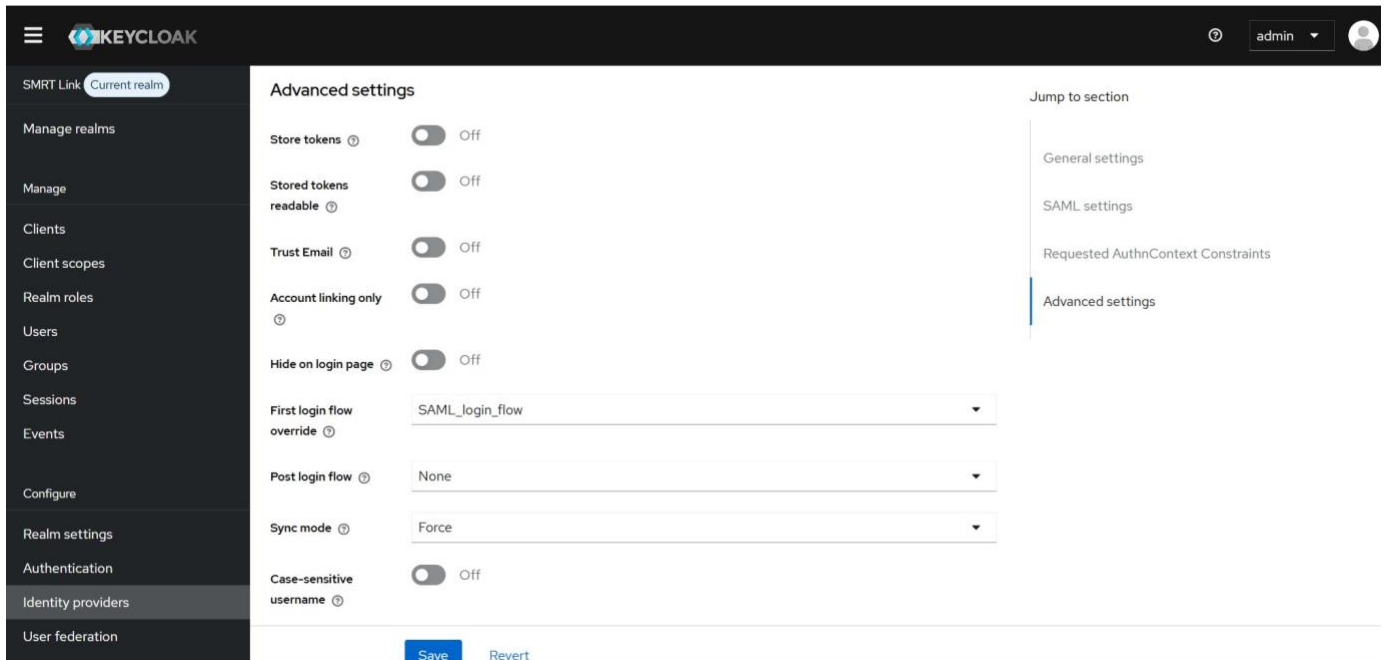 KEYCLOAK
admin
SMRT Link Current realm
Manage realms
Manage
Clients
Client scopes
Realm roles
Users
Groups
Sessions
Events
Configure
Realm settings
Authentication
Identity providers
User federation
Advanced settings
Store tokens
Off
Stored tokens
readable
Off
Trust Email
Off
Account linking only
Off
Hide on login page
Off
First login flow
override
SAML_login_flow
Post login flow
None
Sync mode
Force
Case-sensitive
username
Off
Save
Revert
Jump to section
General settings
SAML settings
Requested AuthnContext Constraints
Advanced settings